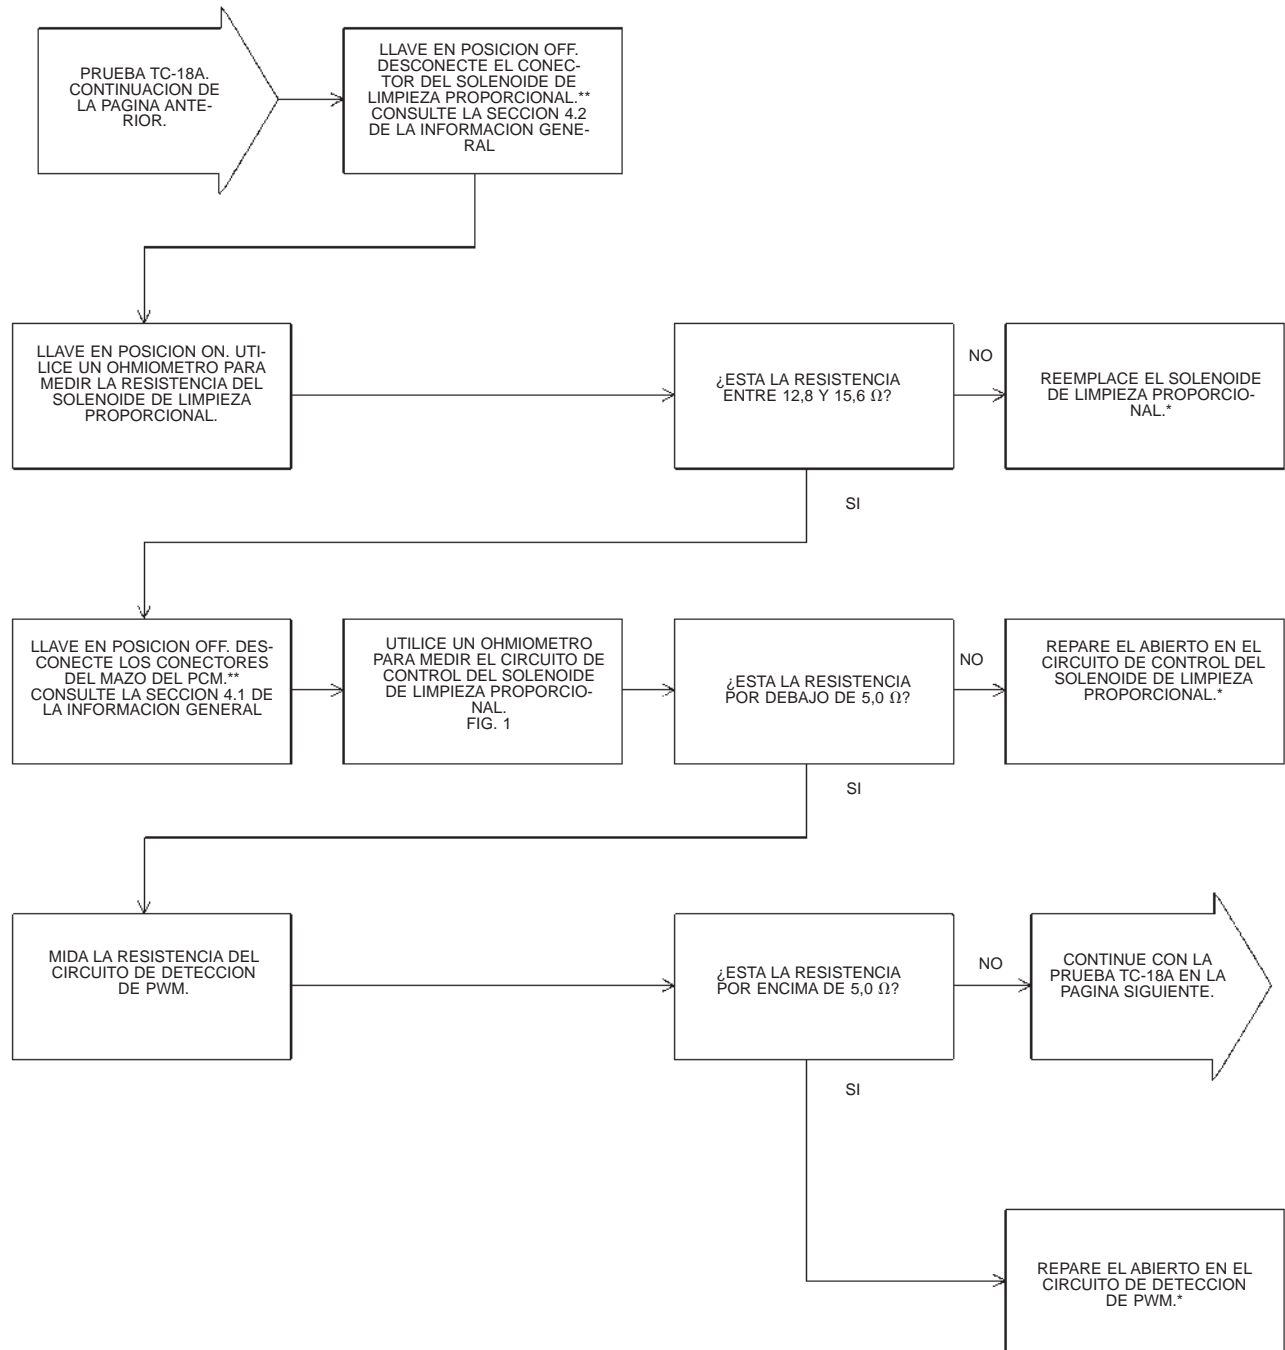 PRUEBA TC-18A.
CONTINUACION DE
LA PAGINA ANTE-
RIOR.
LLAVE EN POSICION OFF.
DESCONECTE EL CONEC-
TOR DEL SOLENOIDE DE
LIMPIEZA PROPORCIONAL.**
CONSULTE LA SECCION 4.2
DE LA INFORMACION GENE-
RAL
LLAVE EN POSICION ON. UTI-
LICE UN OHMIOMETRO PARA
MEDIR LA RESISTENCIA DEL
SOLENOIDE DE LIMPIEZA
PROPORCIONAL.
¿ESTA LA RESISTENCIA
ENTRE 12,8 Y 15,6 Ω?
NO
REEMPLACE EL SOLENOIDE
DE LIMPIEZA PROPORCIO-
NAL.*
SI
LLAVE EN POSICION OFF. DES-
CONECTE LOS CONECTORES
DEL MAZO DEL PCM.**
CONSULTE LA SECCION 4.1 DE
LA INFORMACION GENERAL
UTILICE UN OHMIOMETRO
PARA MEDIR EL CIRCUITO DE
CONTROL DEL SOLENOIDE
DE LIMPIEZA PROPORCIO-
NAL.
FIG. 1
¿ESTA LA RESISTENCIA
POR DEBAJO DE 5,0 Ω?
NO
REPARE EL ABIERTO EN EL
CIRCUITO DE CONTROL DEL
SOLENOIDE DE LIMPIEZA
PROPORCIONAL.*
SI
MIDA LA RESISTENCIA DEL
CIRCUITO DE DETECCION
DE PWM.
¿ESTA LA RESISTENCIA
POR ENCIMA DE 5,0 Ω?
NO
CONTINUE CON LA
PRUEBA TC-18A EN LA
PAGINA SIGUIENTE.
SI
REPARE EL ABIERTO EN EL
CIRCUITO DE DETECCION
DE PWM.*